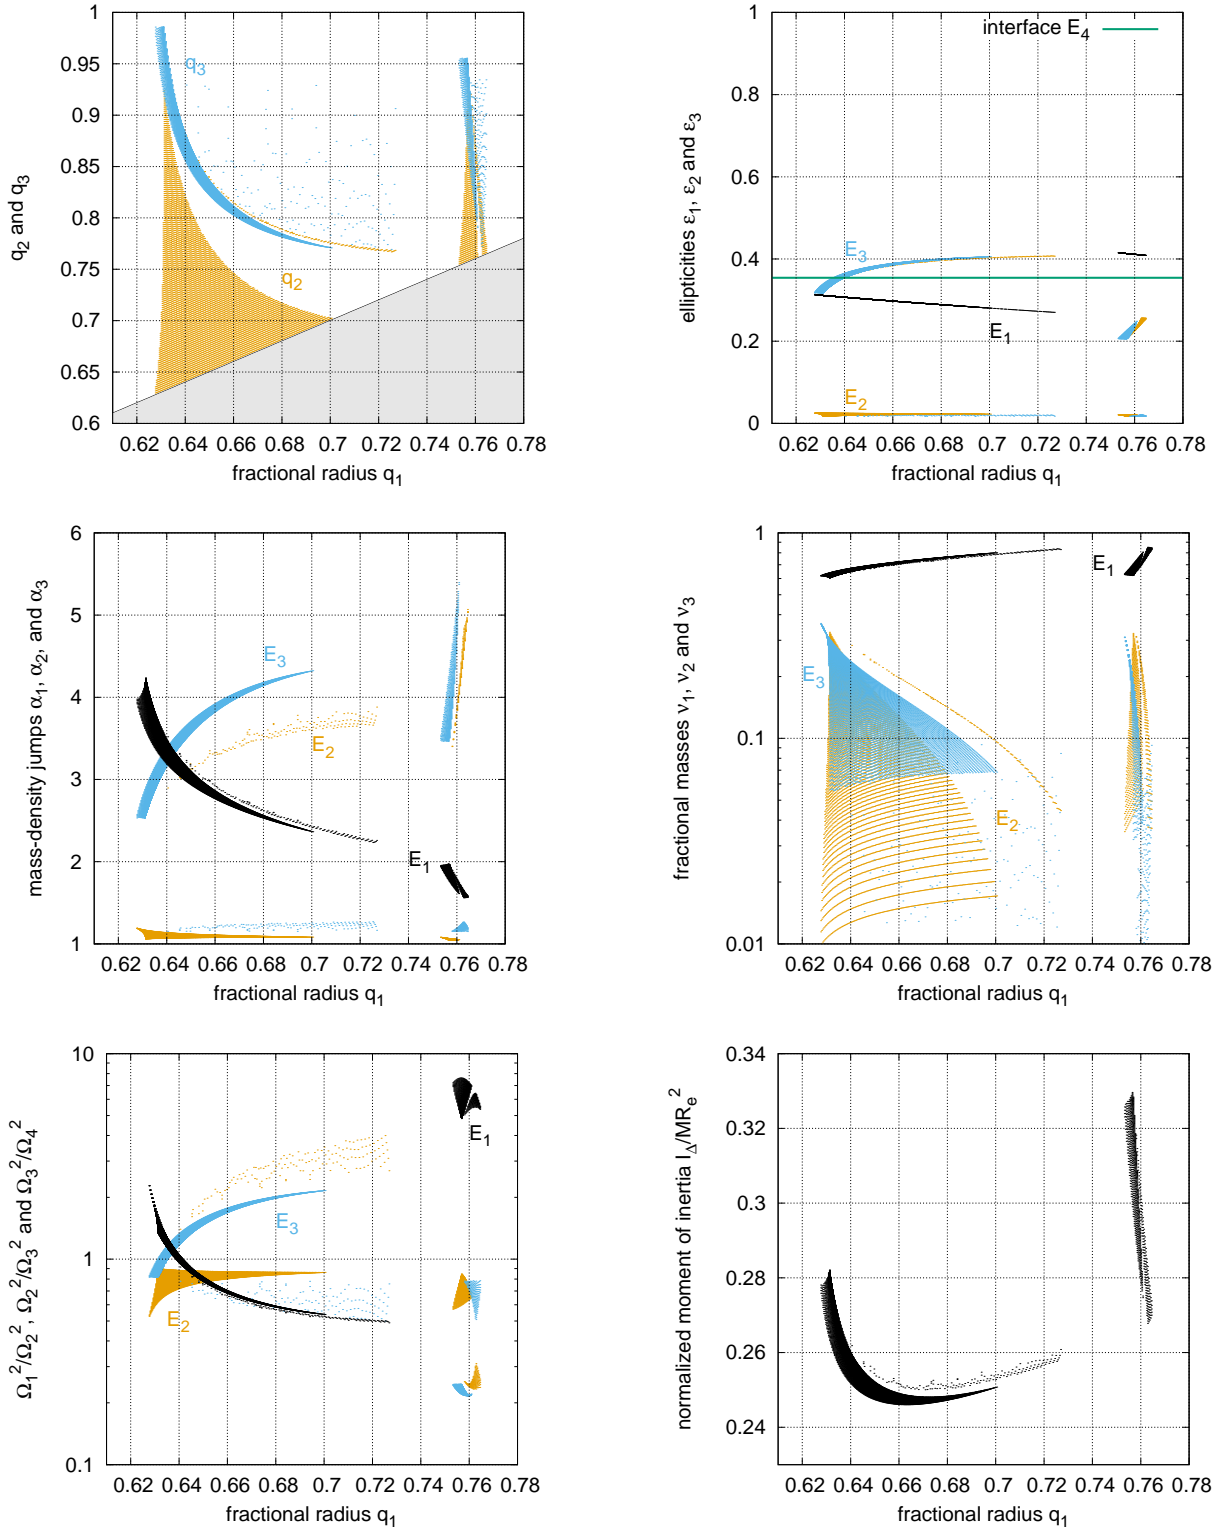 1
0.95
0.9
0.85
0.8
0.75
0.7
0.65
0.6
q3
q2
0.62 0.64 0.66 0.68 0.7 0.72 0.74 0.76 0.78
fractional radius q1
q2 and q3
interface E4
1
0.8
0.6
0.4
0.2
0
E3
E1
E2
0.62 0.64 0.66 0.68 0.7 0.72 0.74 0.76 0.78
fractional radius q1
ellipticities ε1, ε2 and ε3
6
5
4
3
2
1
E3
E2
E1
0.62 0.64 0.66 0.68 0.7 0.72 0.74 0.76 0.78
fractional radius q1
mass-density jumps α1, α2, and α3
1
0.1
0.01
E1
E3
E2
0.62 0.64 0.66 0.68 0.7 0.72 0.74 0.76 0.78
fractional radius q1
fractional masses ν1, ν2 and ν3
10
1
0.1
E1
E3
E2
0.62 0.64 0.66 0.68 0.7 0.72 0.74 0.76 0.78
fractional radius q1
Ω1²/Ω2², Ω2²/Ω3² and Ω3²/Ω4²
0.34
0.32
0.3
0.28
0.26
0.24
0.62 0.64 0.66 0.68 0.7 0.72 0.74 0.76 0.78
fractional radius q1
normalized moment of inertia IΔ/MRe²